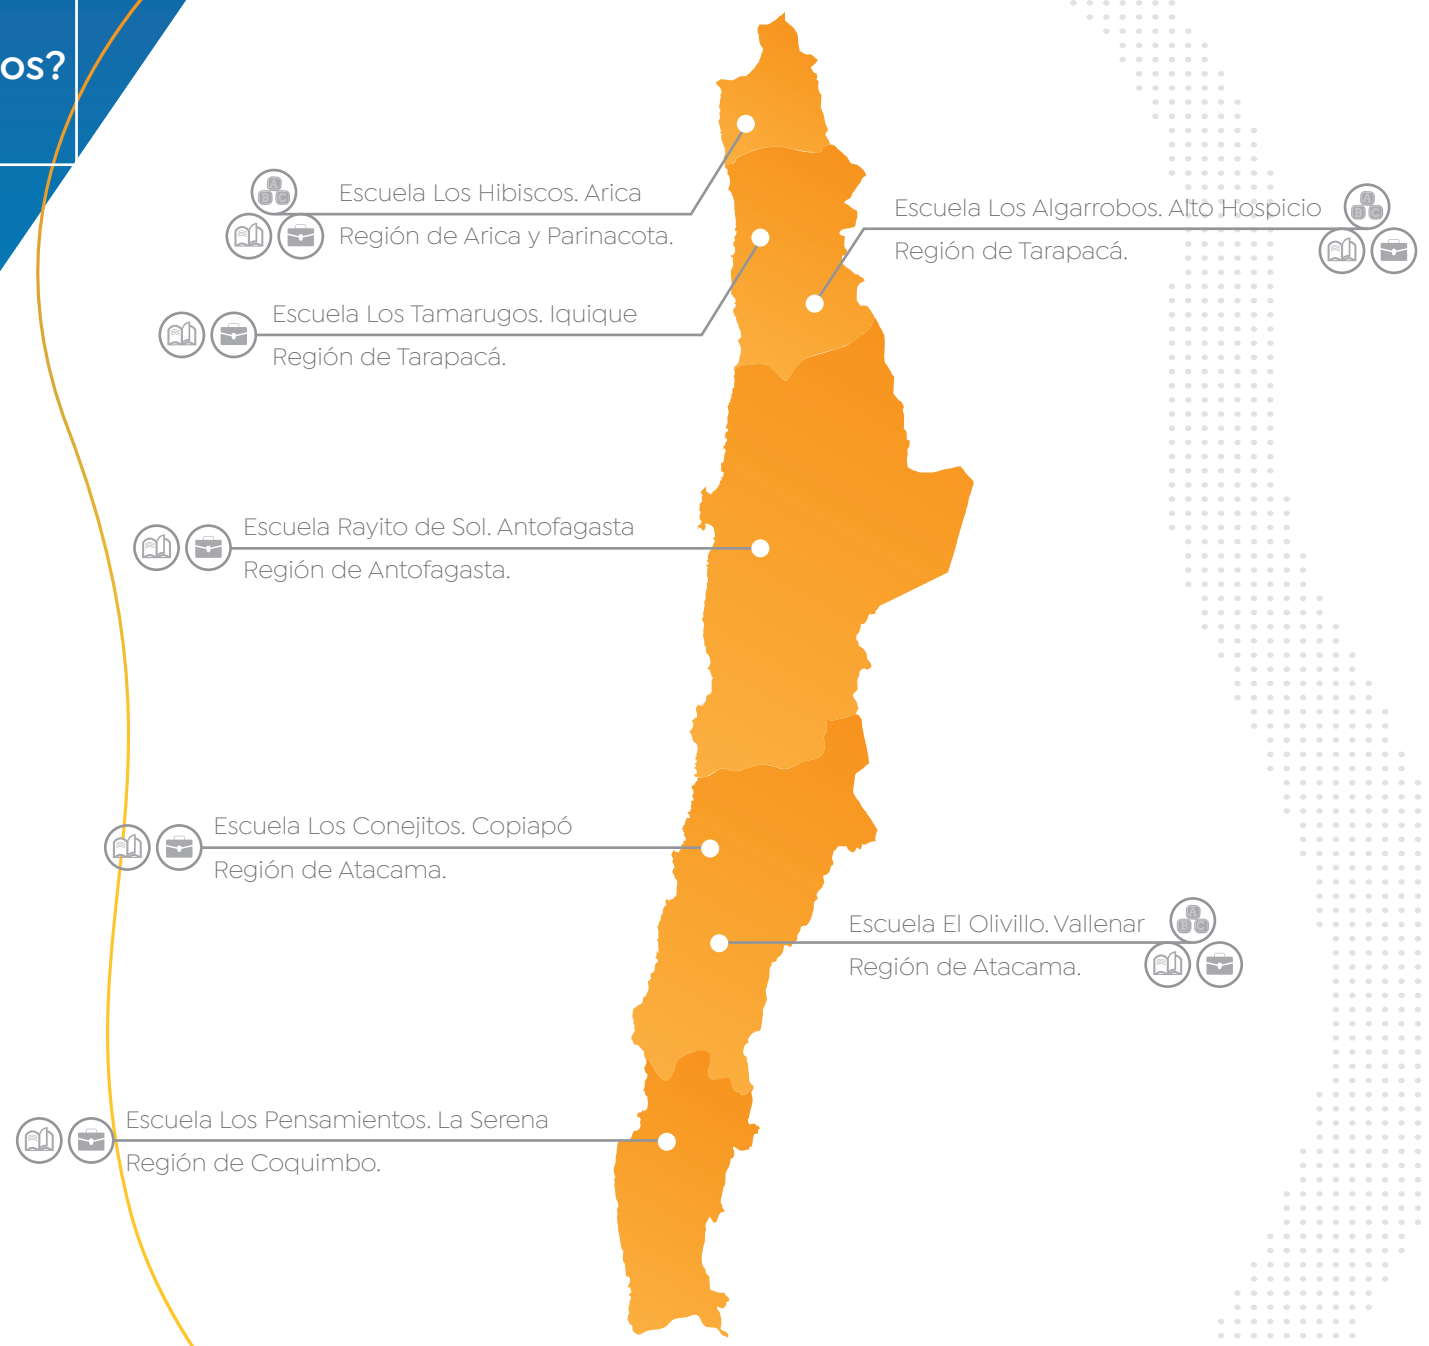 os?
Escuela Los Hibiscos. Arica
Región de Arica y Parinacota.
Escuela Los Algarrobos. Alto Hospicio
Región de Tarapacá.
Escuela Los Tamarugos. Iquique
Región de Tarapacá.
Escuela Rayito de Sol. Antofagasta
Región de Antofagasta.
Escuela Los Conejitos. Copiapó
Región de Atacama.
Escuela El Olivillo. Vallenar
Región de Atacama.
Escuela Los Pensamientos. La Serena
Región de Coquimbo.
A
B C
A
B C
A
B C